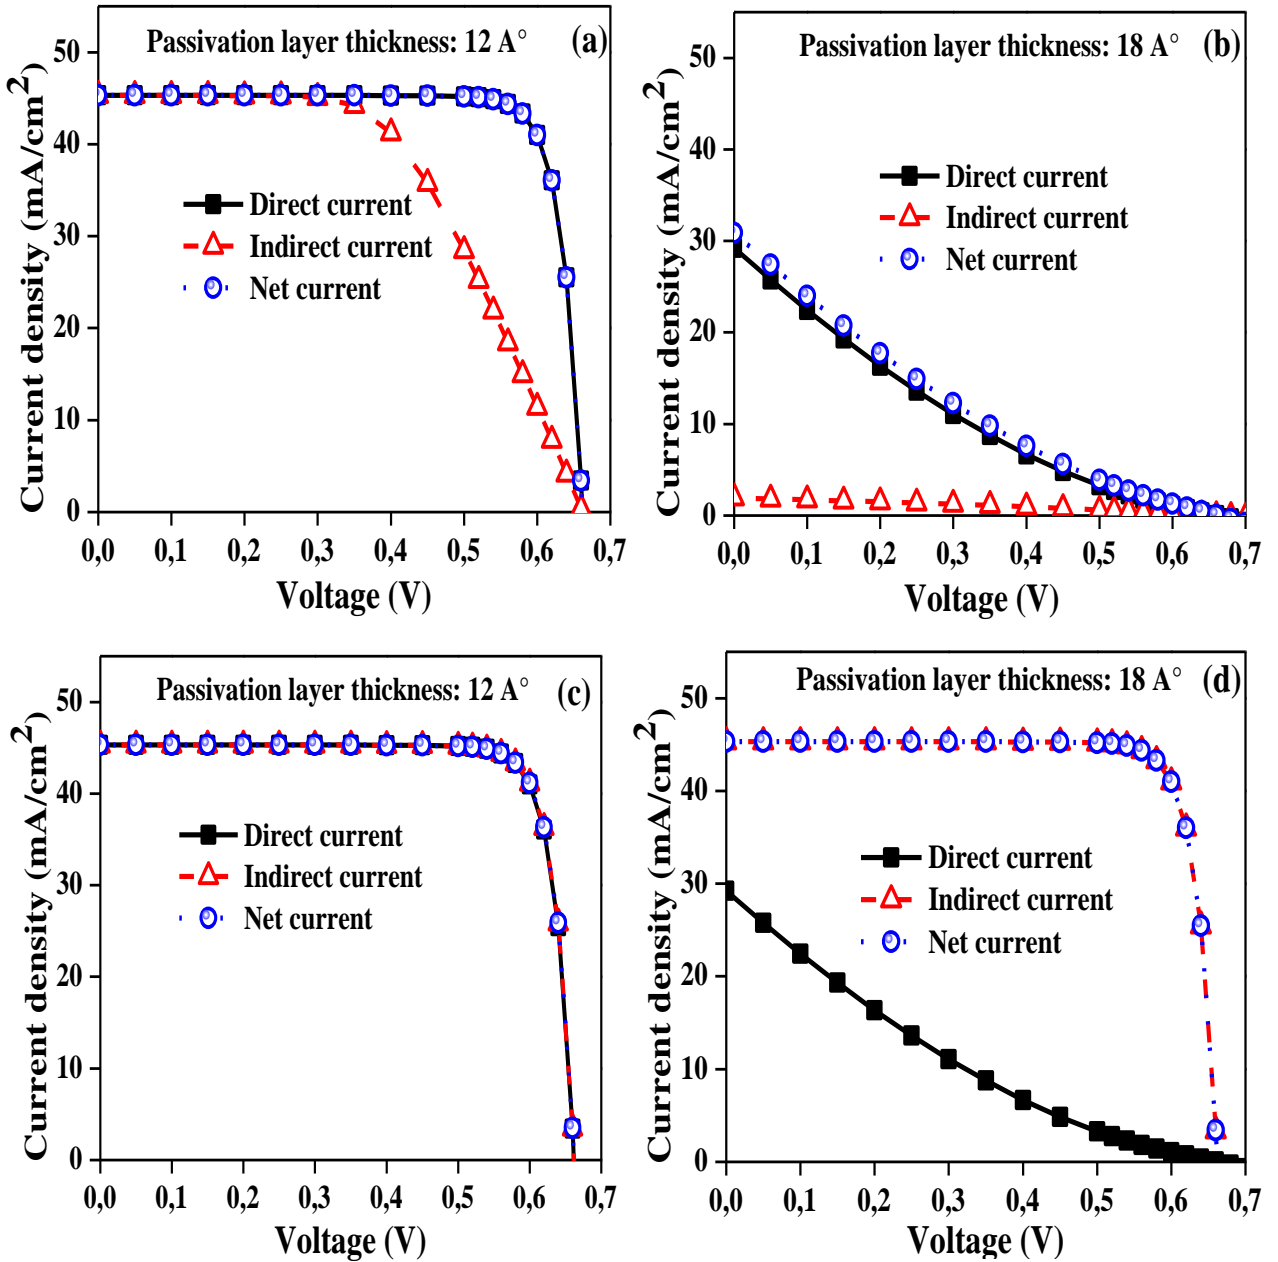 Passivation layer thickness: 12 A° (a)
Current density (mA/cm²)
50
40
30
20
10
0
Direct current
Indirect current
Net current
0,0 0,1 0,2 0,3 0,4 0,5 0,6 0,7
Voltage (V)
Passivation layer thickness: 18 A° (b)
Current density (mA/cm²)
50
40
30
20
10
0
Direct current
Indirect current
Net current
0,0 0,1 0,2 0,3 0,4 0,5 0,6 0,7
Voltage (V)
Passivation layer thickness: 12 A° (c)
Current density (mA/cm²)
50
40
30
20
10
0
Direct current
Indirect current
Net current
0,0 0,1 0,2 0,3 0,4 0,5 0,6 0,7
Voltage (V)
Passivation layer thickness: 18 A° (d)
Current density (mA/cm²)
50
40
30
20
10
0
Direct current
Indirect current
Net current
0,0 0,1 0,2 0,3 0,4 0,5 0,6 0,7
Voltage (V)